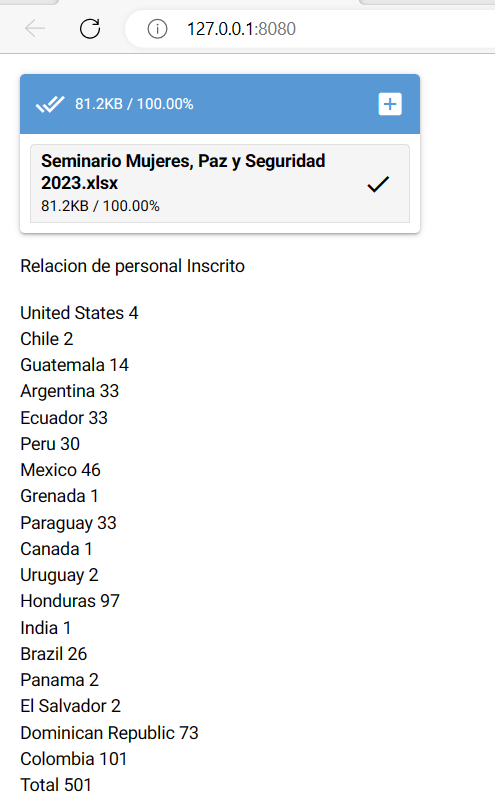 127.0.0.1:8080
81.2KB / 100.00%
Seminario Mujeres, Paz y Seguridad
2023.xlsx
81.2KB / 100.00%
Relacion de personal Inscrito
United States 4
Chile 2
Guatemala 14
Argentina 33
Ecuador 33
Peru 30
Mexico 46
Grenada 1
Paraguay 33
Canada 1
Uruguay 2
Honduras 97
India 1
Brazil 26
Panama 2
El Salvador 2
Dominican Republic 73
Colombia 101
Total 501